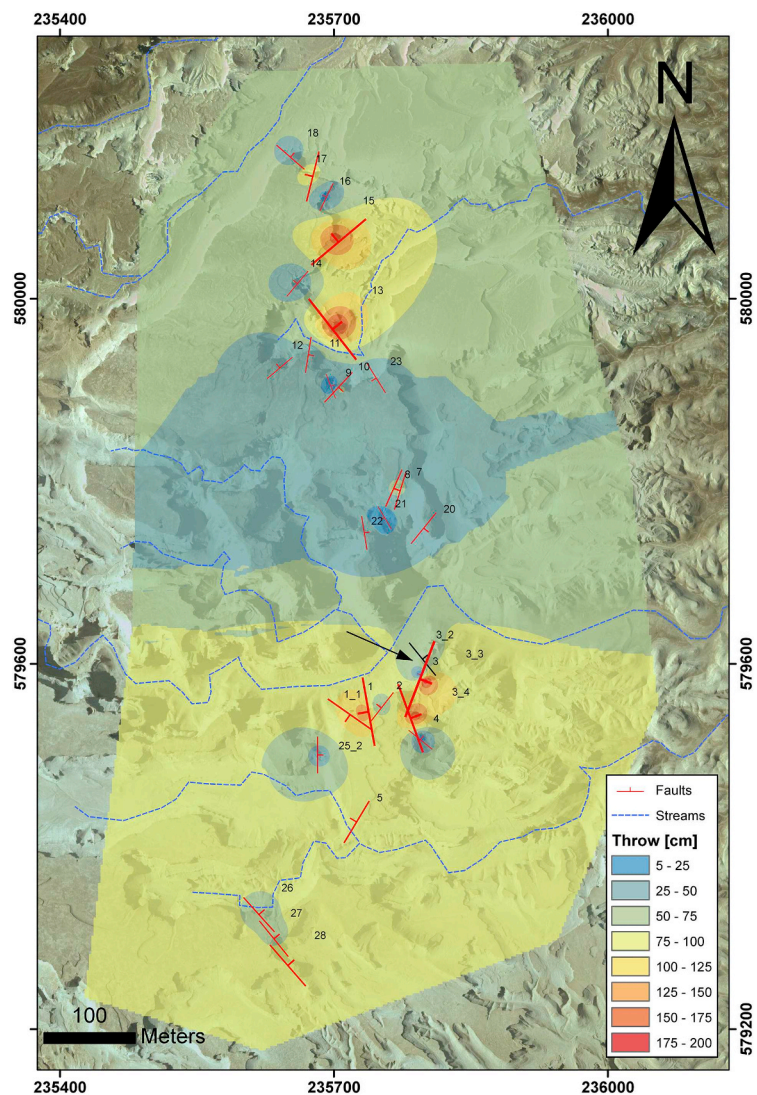 235400 235700 236000
N
18
17
16
15
14
580000 580000
13
12 11 23
10
9
8 7
21
22 20
3_2
579600 3 3_3 579600
1_1 1 2 3_4
4
25_2
5
26
27
28
Faults
Streams
Throw [cm]
5 - 25
25 - 50
50 - 75
75 - 100
100 - 125
125 - 150
150 - 175
175 - 200
100
Meters
579200
235400 235700 236000